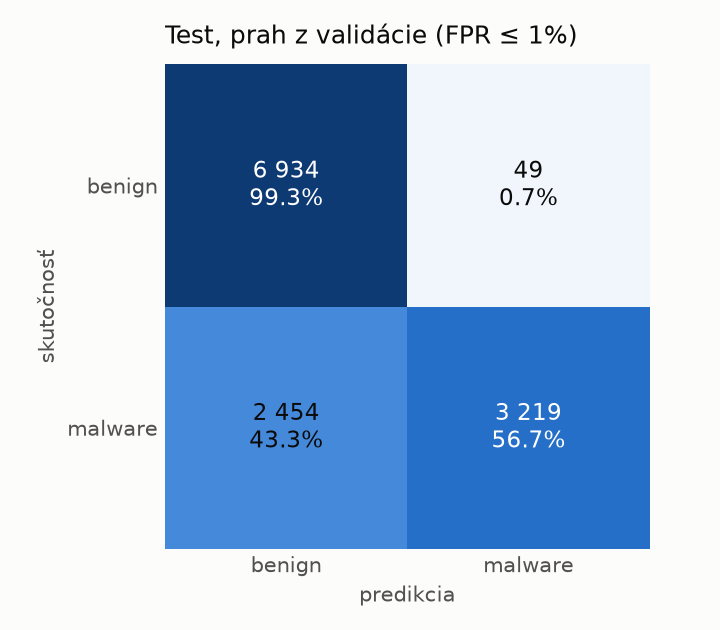 Test, prah z validácie (FPR ≤ 1%)
skutočnosť
benign
6 934
99.3%
49
0.7%
malware
2 454
43.3%
3 219
56.7%
benign
malware
predikcia